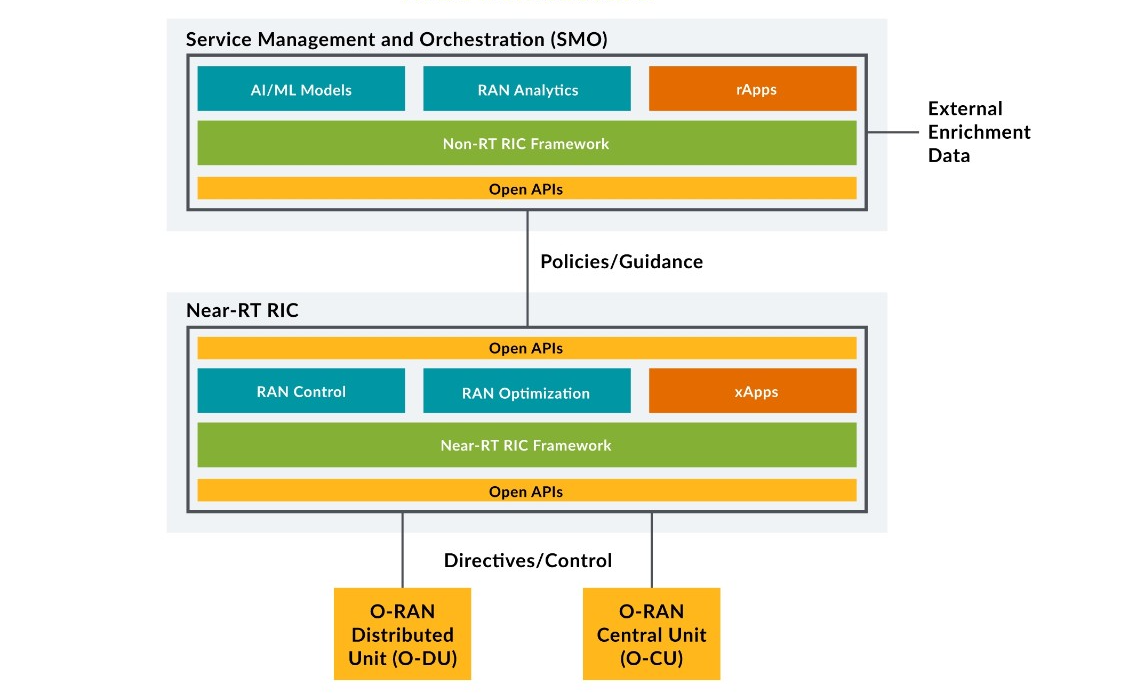 Service Management and Orchestration (SMO)
AI/ML Models
RAN Analytics
rApps
Non-RT RIC Framework
Open APIs
External
Enrichment
Data
Policies/Guidance
Near-RT RIC
Open APIs
RAN Control
RAN Optimization
xApps
Near-RT RIC Framework
Open APIs
Directives/Control
O-RAN
Distributed
Unit (O-DU)
O-RAN
Central Unit
(O-CU)